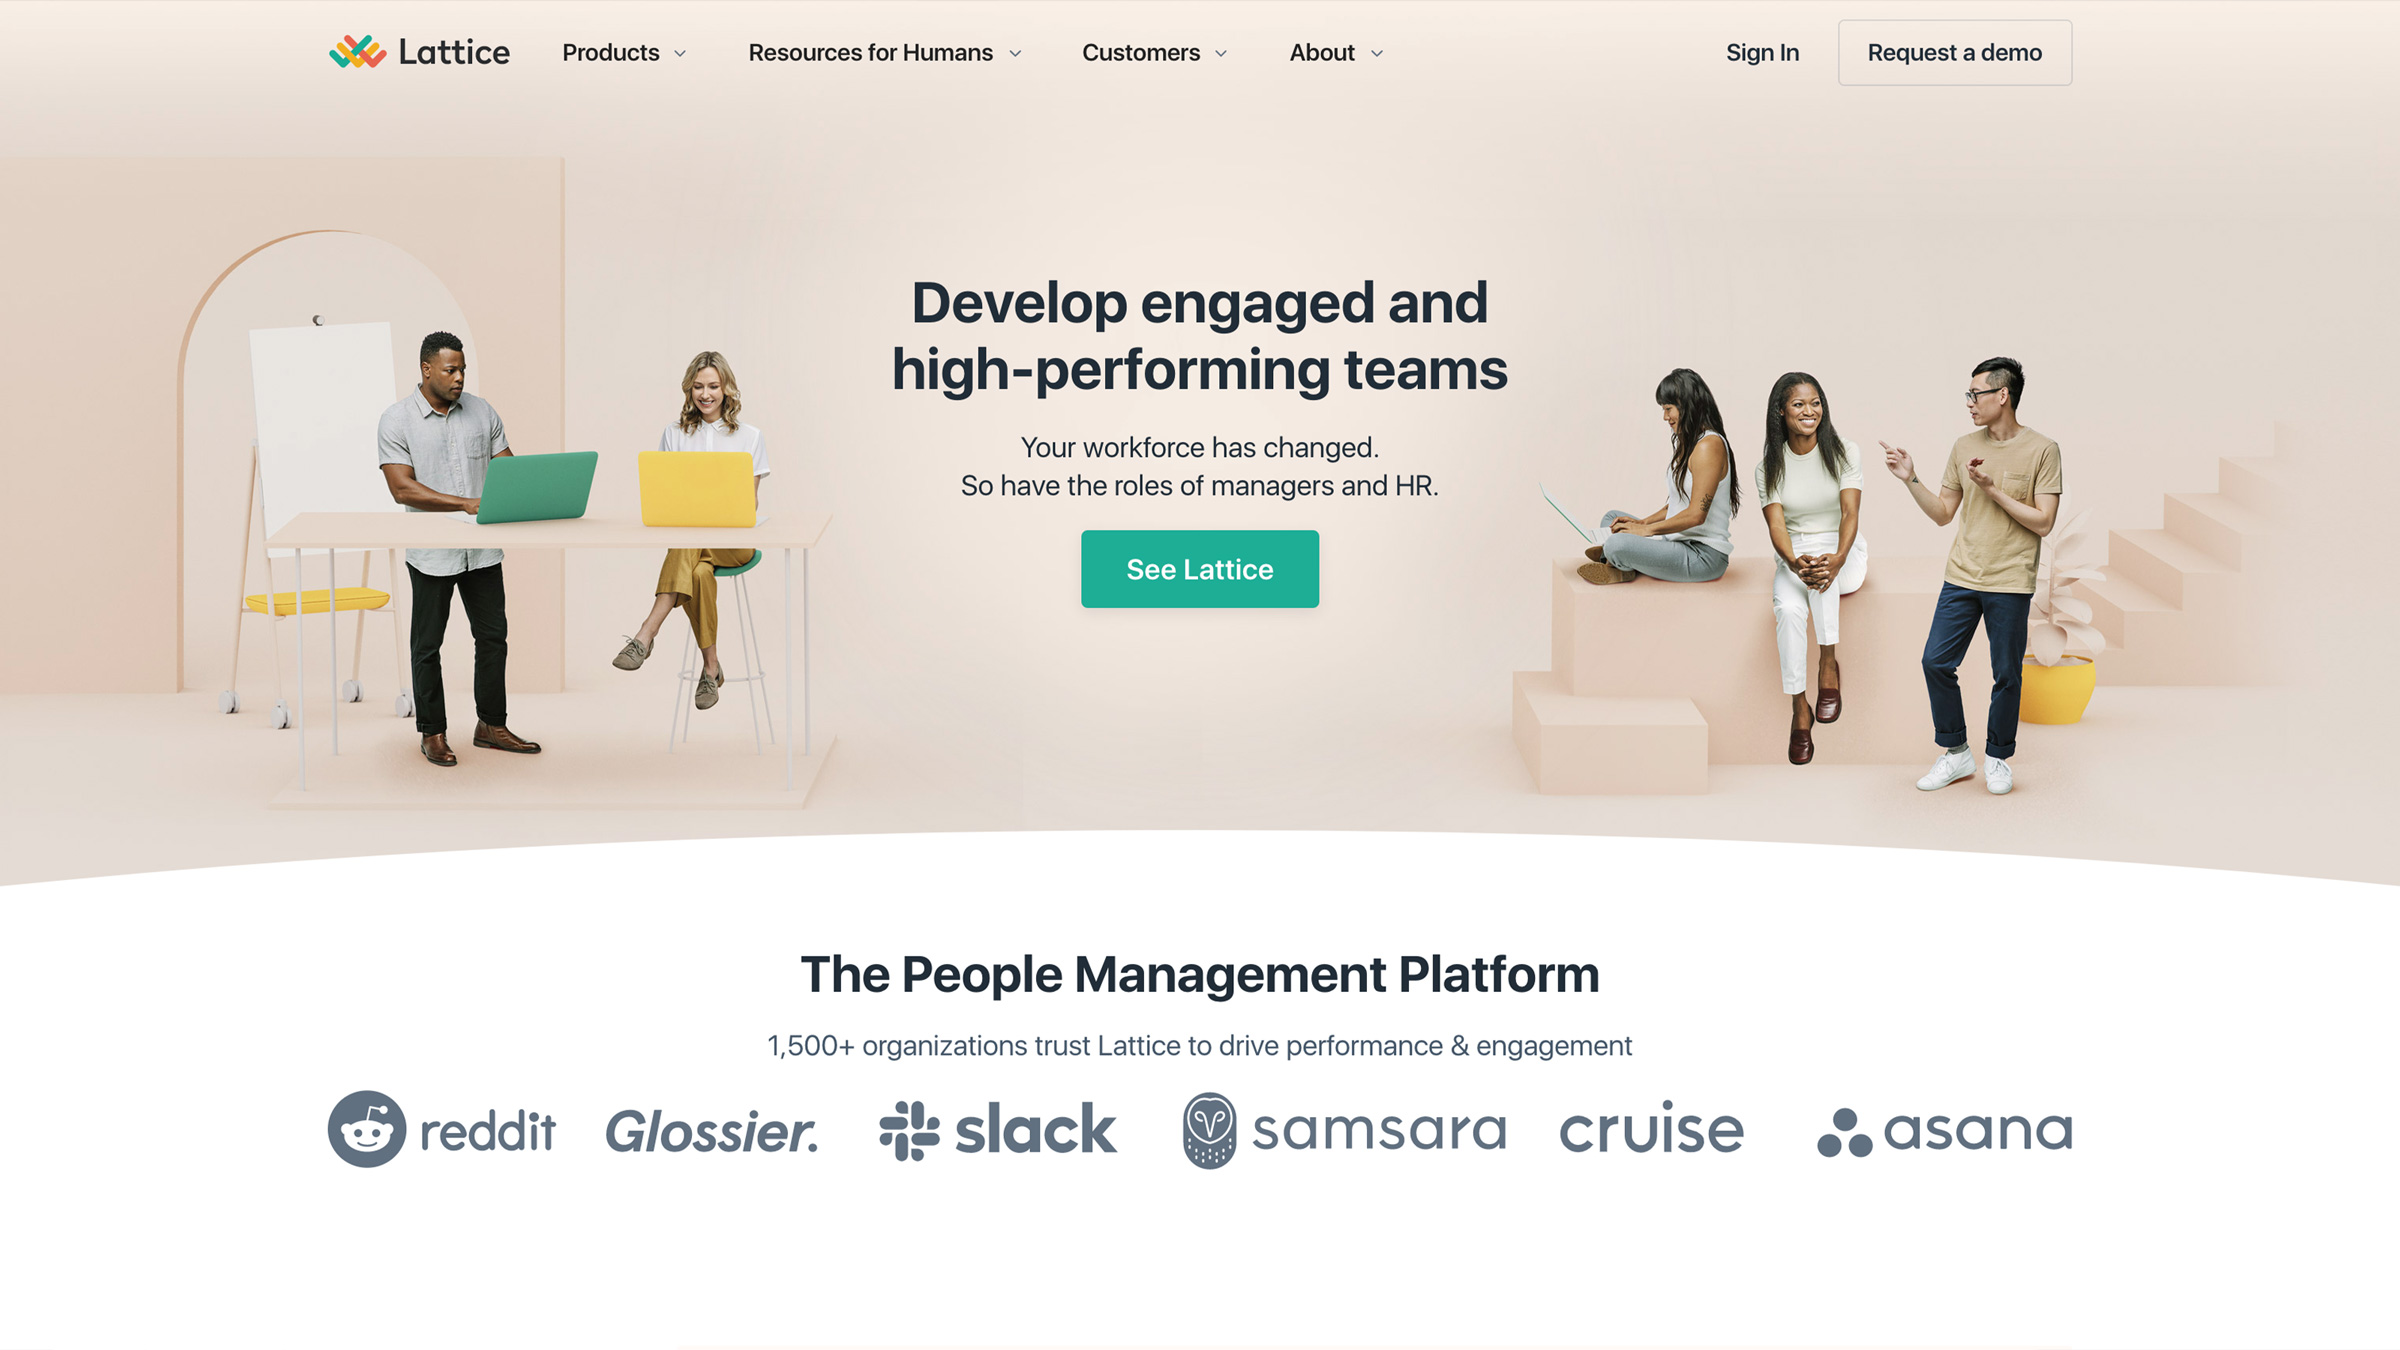 Lattice Products Resources for Humans Customers About Sign In Request a demo
Develop engaged and
high-performing teams
Your workforce has changed.
So have the roles of managers and HR.
See Lattice
The People Management Platform
1,500+ organizations trust Lattice to drive performance & engagement
reddit Glossier. slack samsara cruise asana